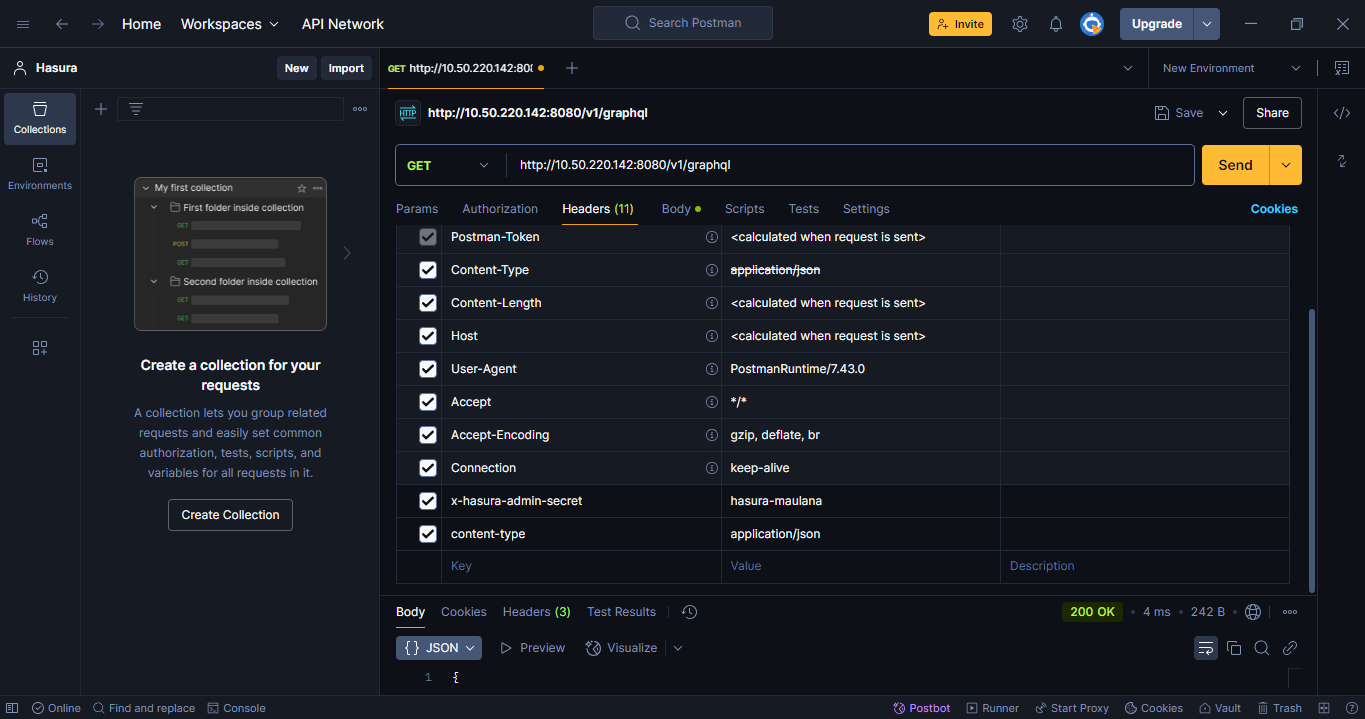 Home
Workspaces
API Network
Search Postman
Invite
Upgrade
Hasura
New
Import
GET http://10.50.220.142:80
New Environment
Collections
Environments
Flows
History
My first collection
First folder inside collection
GET
POST
GET
Second folder inside collection
GET
GET
Create a collection for your
requests
A collection lets you group related
requests and easily set common
authorization, tests, scripts, and
variables for all requests in it.
Create Collection
HTTP
http://10.50.220.142:8080/v1/graphql
Save
Share
GET
http://10.50.220.142:8080/v1/graphql
Send
Params
Authorization
Headers (11)
Body
Scripts
Tests
Settings
Cookies
Postman-Token <calculated when request is sent>
Content-Type application/json
Content-Length <calculated when request is sent>
Host <calculated when request is sent>
User-Agent PostmanRuntime/7.43.0
Accept */*
Accept-Encoding gzip, deflate, br
Connection keep-alive
x-hasura-admin-secret hasura-maulana
content-type application/json
Key Value Description
Body
Cookies
Headers (3)
Test Results
200 OK
4 ms
242 B
{ } JSON
Preview
Visualize
1 {
Online
Find and replace
Console
Postbot
Runner
Start Proxy
Cookies
Vault
Trash